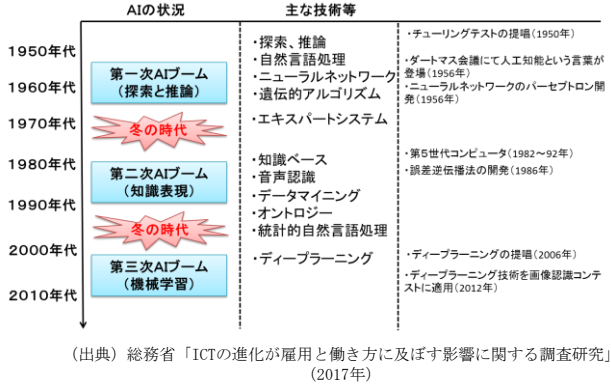 AIの状況
主な技術等
1950年代
1960年代
1970年代
1980年代
1990年代
2000年代
2010年代
第一次AIブーム
（探索と推論）
冬の時代
第二次AIブーム
（知識表現）
冬の時代
第三次AIブーム
（機械学習）
・探索、推論
・自然言語処理
・ニューラルネットワーク
・遺伝的アルゴリズム
・エキスパートシステム
・知識ベース
・音声認識
・データマイニング
・オントロジー
・統計的自然言語処理
・ディープラーニング
・チューリングテストの提唱（1950年）
・ダートマス会議にて人工知能という言葉が
登場（1956年）
・ニューラルネットワークのパーセプトロン開
発（1956年）
・第５世代コンピュータ（1982～92年）
・誤差逆伝播法の開発（1986年）
・ディープラーニングの提唱（2006年）
・ディープラーニング技術を画像認識コンテ
ストに適用（2012年）
（出典）総務省「ICTの進化が雇用と働き方に及ぼす影響に関する調査研究」
（2017年）